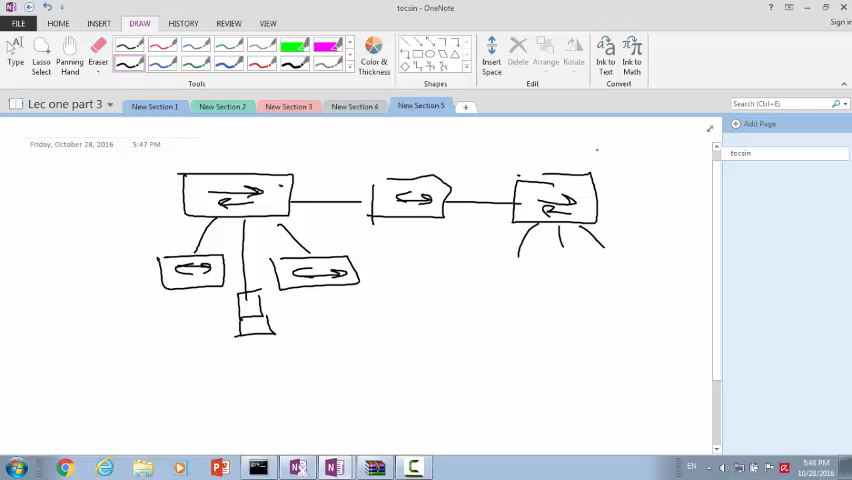 tocsin - OneNote
FILE HOME INSERT DRAW HISTORY REVIEW VIEW
Sign in
Type
Lasso Select
Panning Hand
Eraser
Color & Thickness
Insert Space
Delete
Arrange
Rotate
Ink to Text
Ink to Math
Tools
Shapes
Edit
Convert
Lec one part 3
New Section 1
New Section 2
New Section 3
New Section 4
New Section 5
Search (Ctrl+E)
Add Page
Friday, October 28, 2016 5:47 PM
tocsin
EN
5:48 PM
10/28/2016